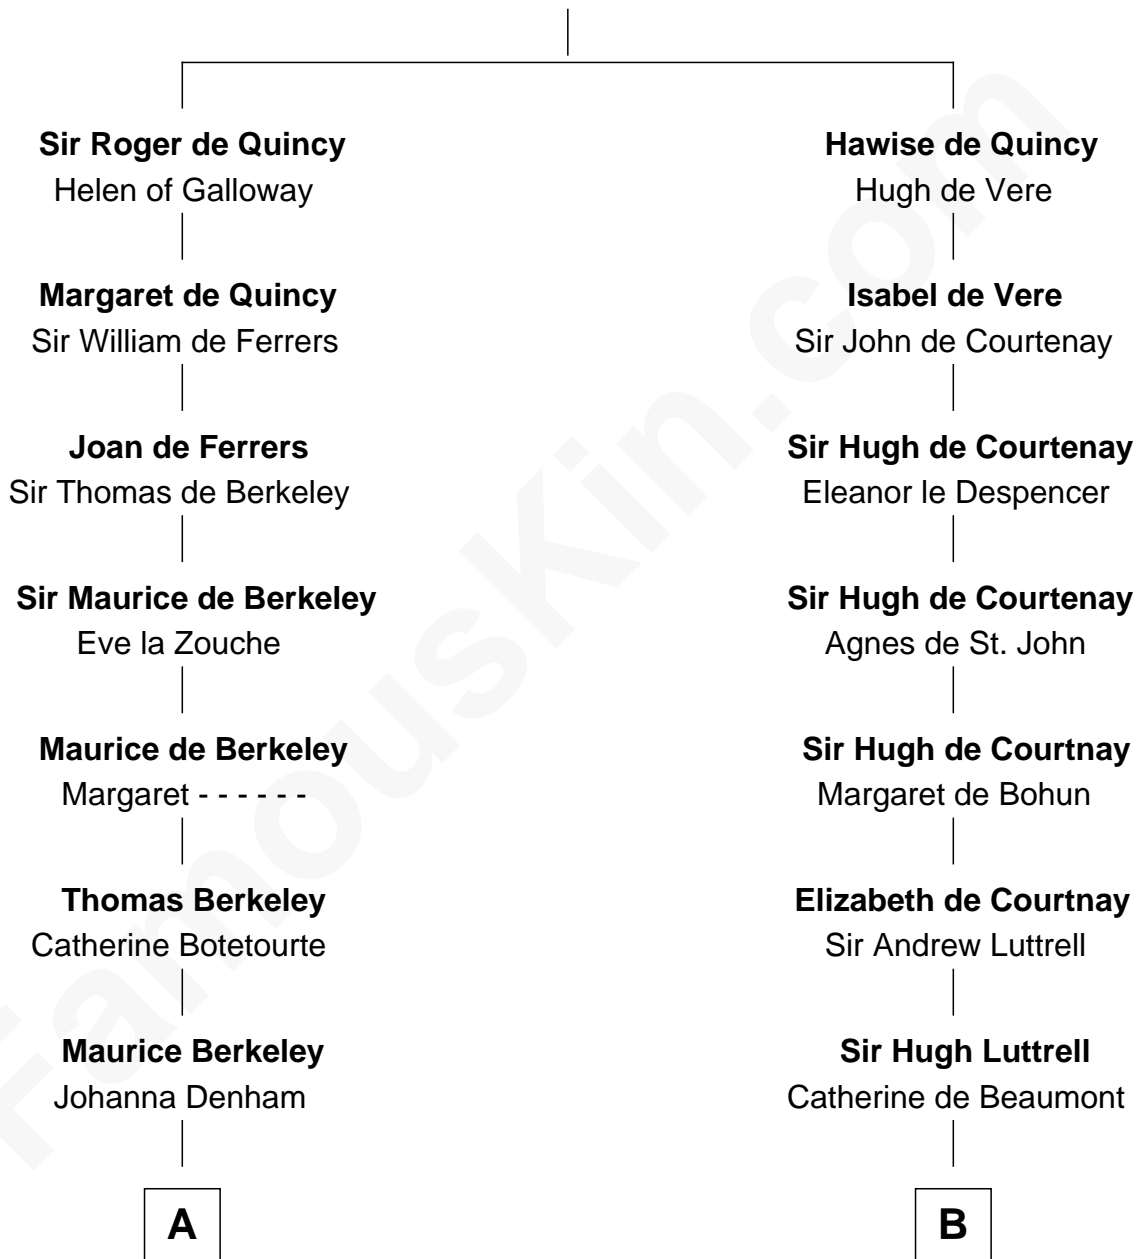 Sir Roger de Quincy
Helen of Galloway
Margaret de Quincy
Sir William de Ferrers
Joan de Ferrers
Sir Thomas de Berkeley
Sir Maurice de Berkeley
Eve la Zouche
Maurice de Berkeley
Margaret - - - - - -
Thomas Berkeley
Catherine Botetourte
Maurice Berkeley
Johanna Denham
A
Hawise de Quincy
Hugh de Vere
Isabel de Vere
Sir John de Courtenay
Sir Hugh de Courtenay
Eleanor le Despencer
Sir Hugh de Courtenay
Agnes de St. John
Sir Hugh de Courtnay
Margaret de Bohun
Elizabeth de Courtnay
Sir Andrew Luttrell
Sir Hugh Luttrell
Catherine de Beaumont
B
FamousKin.com